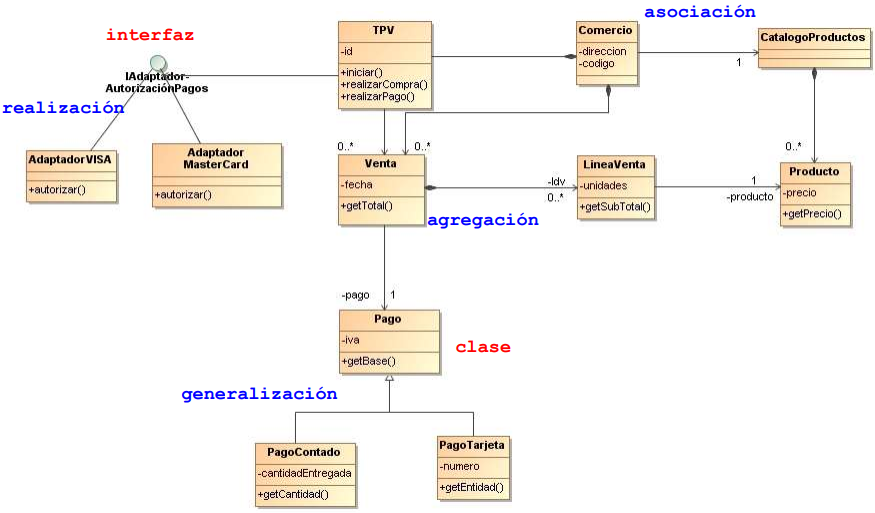 interfaz
asociación
TPV
-id
+iniciar()
+realizarCompra()
+realizarPago()
Comercio
-direccion
-codigo
1
CatalogoProductos
IAdaptador-
AutorizaciónPagos
realización
AdaptadorVISA
+autorizar()
Adaptador
MasterCard
+autorizar()
0..*
0..*
Venta
-fecha
+getTotal()
-ldv
0..*
LineaVenta
-unidades
+getSubTotal()
1
-producto
0..*
Producto
-precio
+getPrecio()
agregación
-pago
1
Pago
-iva
+getBase()
clase
generalización
PagoContado
-cantidadEntregada
+getCantidad()
PagoTarjeta
-numero
+getEntidad()